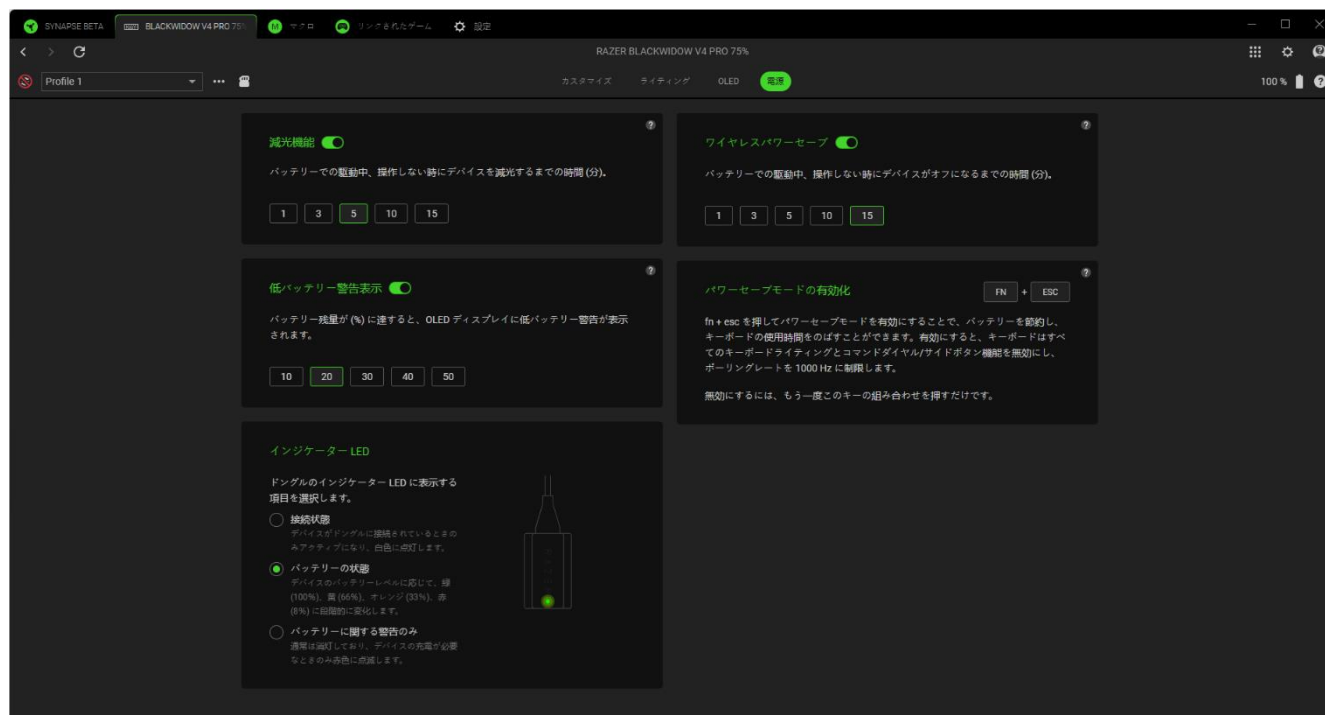 SYNAPSE BETA
BLACKWIDOW V4 PRO 75%
マクロ
リンクされたゲーム
設定
RAZER BLACKWIDOW V4 PRO 75%
Profile 1
カスタマイズ
ライティング
OLED
電源
100 %
減光機能
バッテリーでの駆動中、操作しない時にデバイスを減光するまでの時間 (分)。
1 3 5 10 15
ワイヤレスパワーセーブ
バッテリーでの駆動中、操作しない時にデバイスがオフになるまでの時間 (分)。
1 3 5 10 15
低バッテリー警告表示
バッテリー残量が (%) に達すると、OLED ディスプレイに低バッテリー警告が表示
されます。
10 20 30 40 50
パワーセーブモードの有効化
FN + ESC
fn + esc を押してパワーセーブモードを有効にすることで、バッテリーを節約し、
キーボードの使用時間をのばすことができます。有効にすると、キーボードはすべ
てのキーボードライティングとコマンドダイヤル/サイドボタン機能を無効にし、
ポーリングレートを 1000 Hz に制限します。
無効にするには、もう一度このキーの組み合わせを押すだけです。
インジケーター LED
ドングルのインジケーター LED に表示する
項目を選択します。
接続状態
デバイスがドングルに接続されているときの
みアクティブになり、白色に点灯します。
バッテリーの状態
デバイスのバッテリーレベルに応じて、緑
(100%)、黄 (66%)、オレンジ (33%)、赤
(8%) に段階的に変化します。
バッテリーに関する警告のみ
通常は消灯しており、デバイスの充電が必要
なときのみ赤色に点滅します。